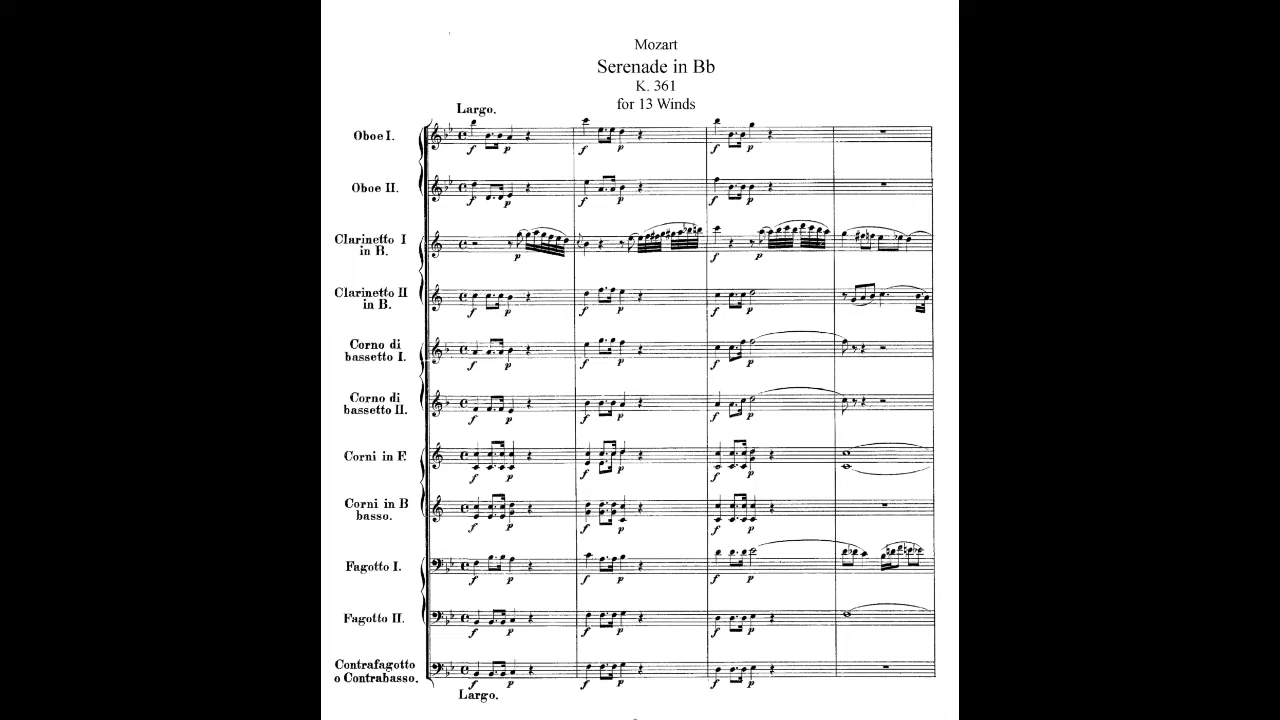 Mozart
Serenade in Bb
K. 361
for 13 Winds
Largo.
Oboe I.
f p f p f p
Oboe II.
f p f p f p
Clarinetto I
in B.
p f f p
Clarinetto II
in B.
f p f p f p
Corno di
bassetto I.
f p f p f p
Corno di
bassetto II.
f p f p f p
Corni in F.
f p f p f p
Corni in B
basso.
f p f p f p
Fagotto I.
f p f p f p
Fagotto II.
f p f p f p
Contrafagotto
o Contrabasso.
f p f p f p
Largo.